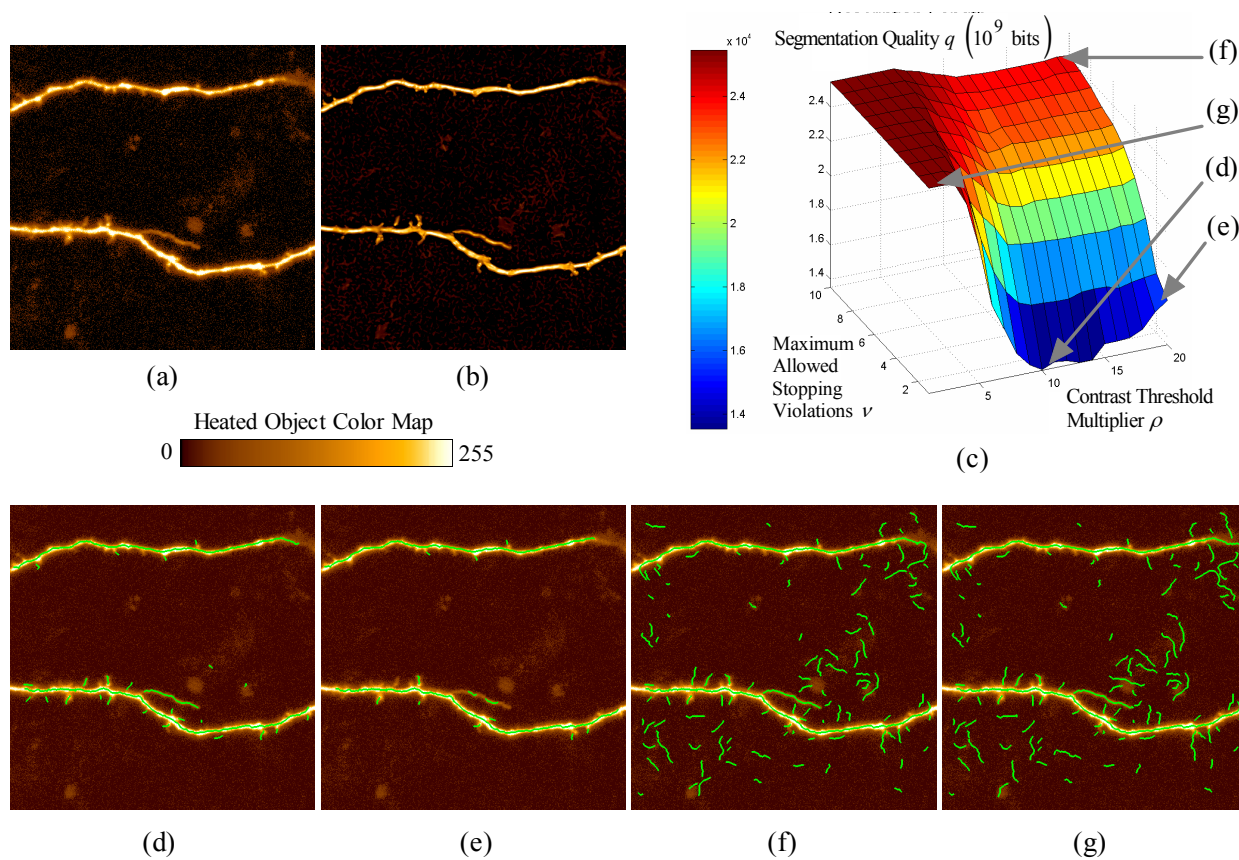 (a)
(b)
Heated Object Color Map
0
255
x 10⁴
2.4
2.2
2
1.8
1.6
1.4
Segmentation Quality q (10⁹ bits)
2.4
2.2
2
1.8
1.6
1.4
10
8
6
4
2
Maximum
Allowed
Stopping
Violations ν
5
10
15
20
Contrast Threshold
Multiplier ρ
(f)
(g)
(d)
(e)
(c)
(d)
(e)
(f)
(g)